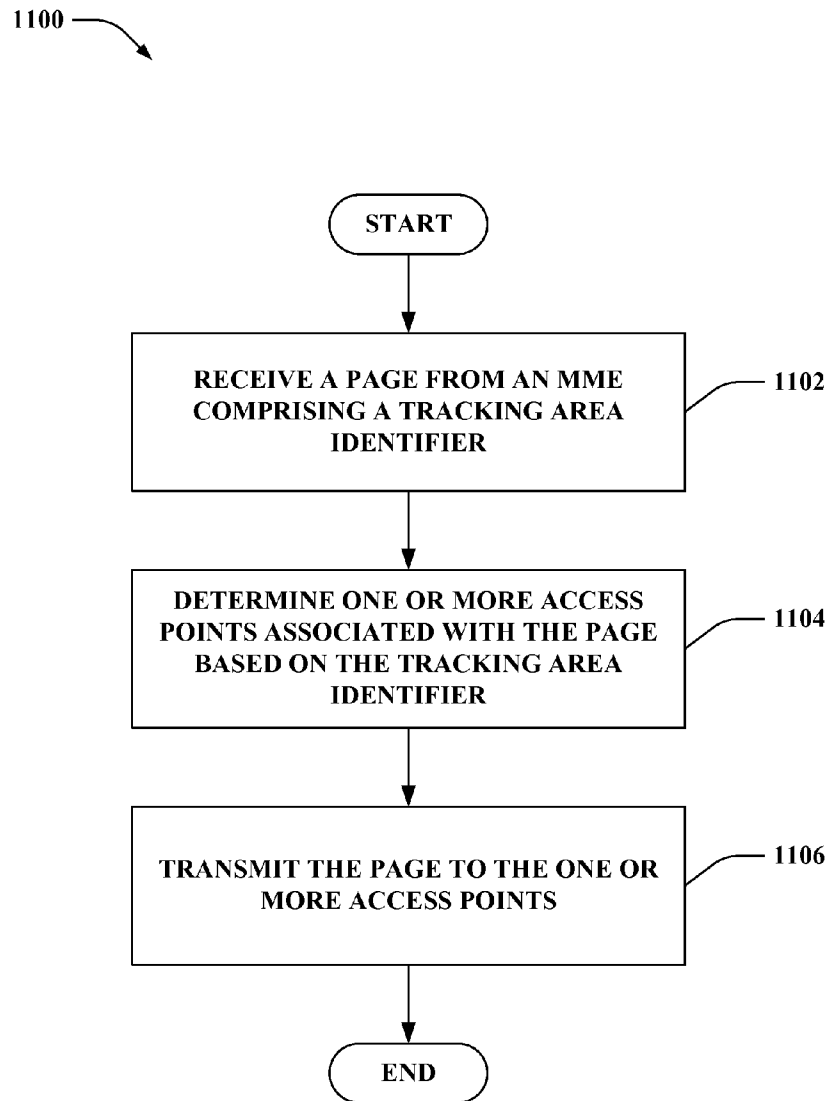 1100
START
RECEIVE A PAGE FROM AN MME
COMPRISING A TRACKING AREA
IDENTIFIER
1102
DETERMINE ONE OR MORE ACCESS
POINTS ASSOCIATED WITH THE PAGE
BASED ON THE TRACKING AREA
IDENTIFIER
1104
TRANSMIT THE PAGE TO THE ONE OR
MORE ACCESS POINTS
1106
END